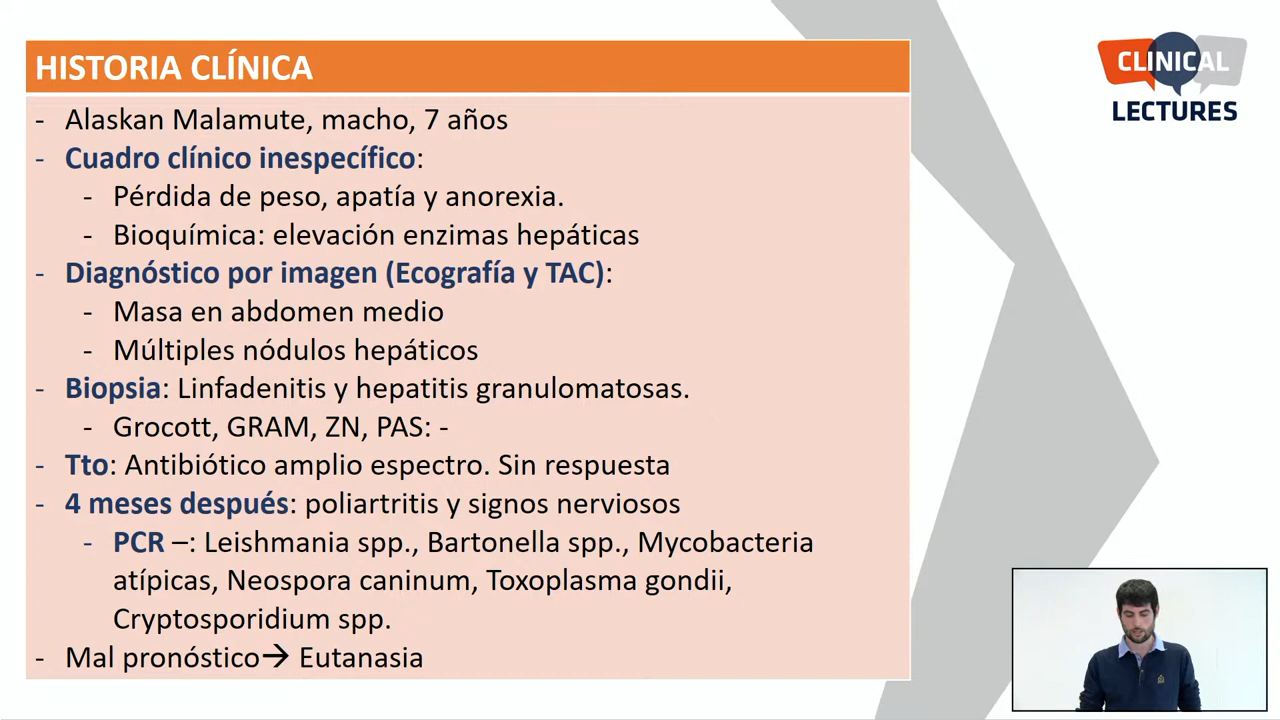 HISTORIA CLÍNICA
- Alaskan Malamute, macho, 7 años
- Cuadro clínico inespecífico:
- Pérdida de peso, apatía y anorexia.
- Bioquímica: elevación enzimas hepáticas
- Diagnóstico por imagen (Ecografía y TAC):
- Masa en abdomen medio
- Múltiples nódulos hepáticos
- Biopsia: Linfadenitis y hepatitis granulomatosas.
- Grocott, GRAM, ZN, PAS: -
- Tto: Antibiótico amplio espectro. Sin respuesta
- 4 meses después: poliartritis y signos nerviosos
- PCR –: Leishmania spp., Bartonella spp., Mycobacteria
atípicas, Neospora caninum, Toxoplasma gondii,
Cryptosporidium spp.
- Mal pronóstico→ Eutanasia
CLINICAL
LECTURES